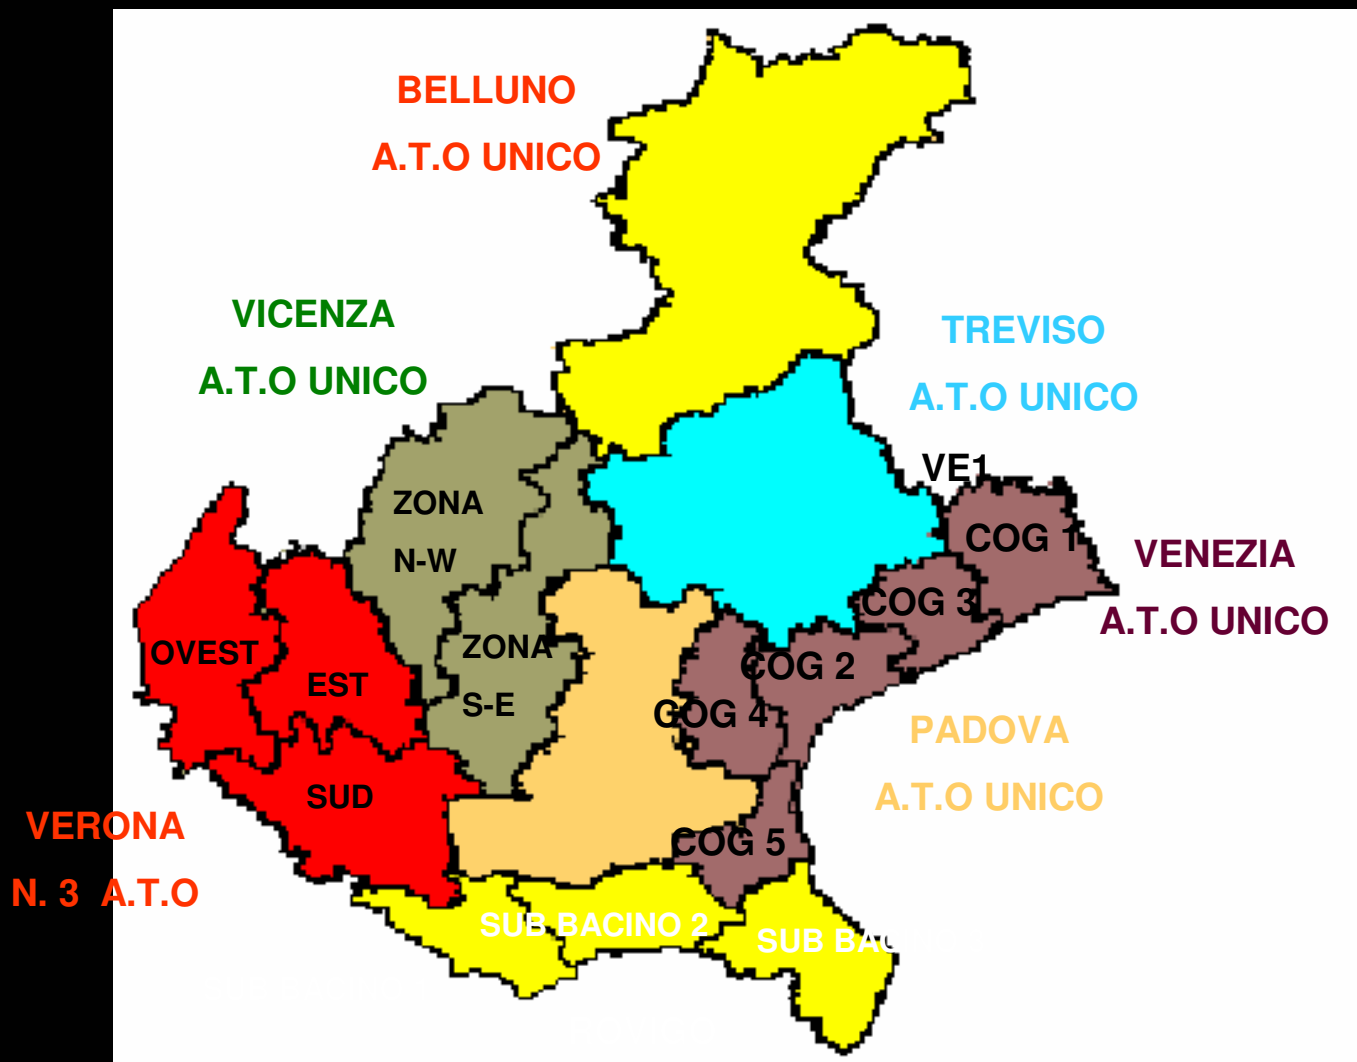 BELLUNO
A.T.O UNICO
VICENZA
A.T.O UNICO
TREVISO
A.T.O UNICO
VE1
ZONA
N-W
COG 1
VENEZIA
A.T.O UNICO
COG 3
OVEST
EST
ZONA
S-E
COG 2
COG 4
PADOVA
A.T.O UNICO
SUD
VERONA
N. 3 A.T.O
COG 5
SUB BACINO 2
SUB